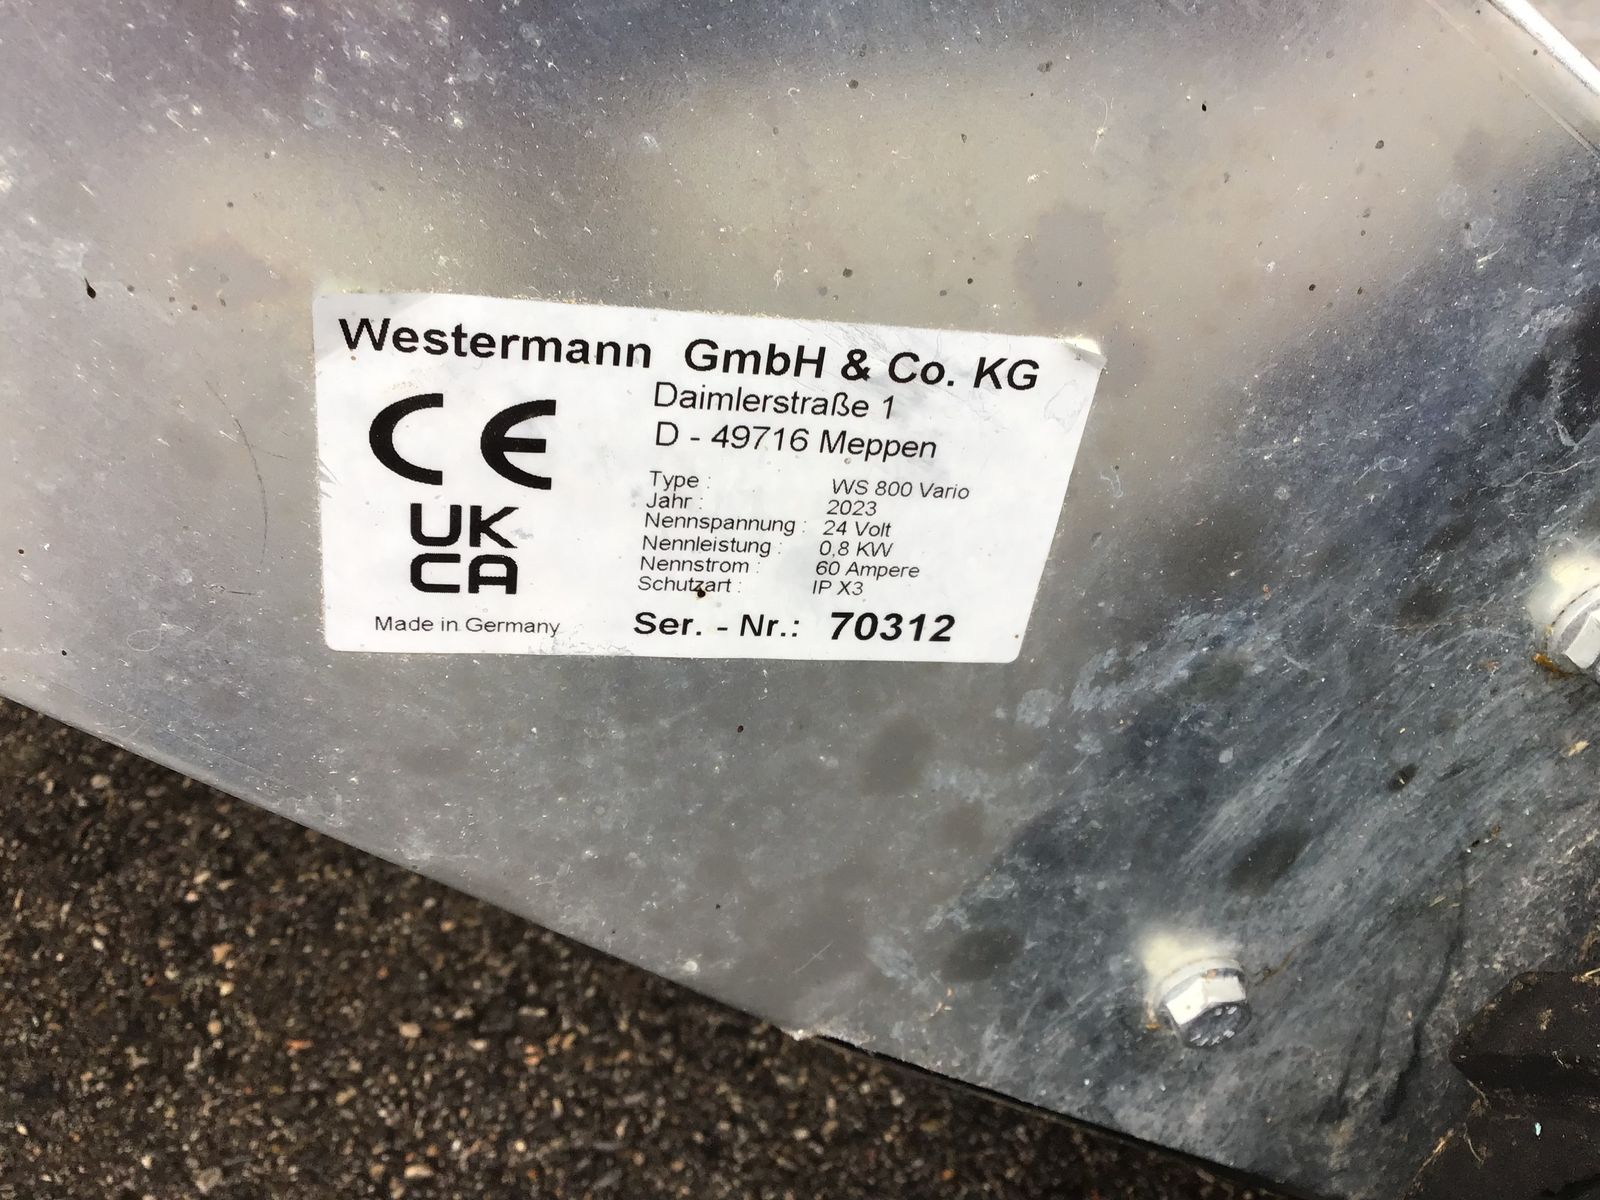 Westermann GmbH & Co. KG
Daimlerstraße 1
D - 49716 Meppen
CE
UK
CA
Type : WS 800 Vario
Jahr : 2023
Nennspannung : 24 Volt
Nennleistung : 0,8 KW
Nennstrom : 60 Ampere
Schutzart : IP X3
Made in Germany
Ser. - Nr.: 70312